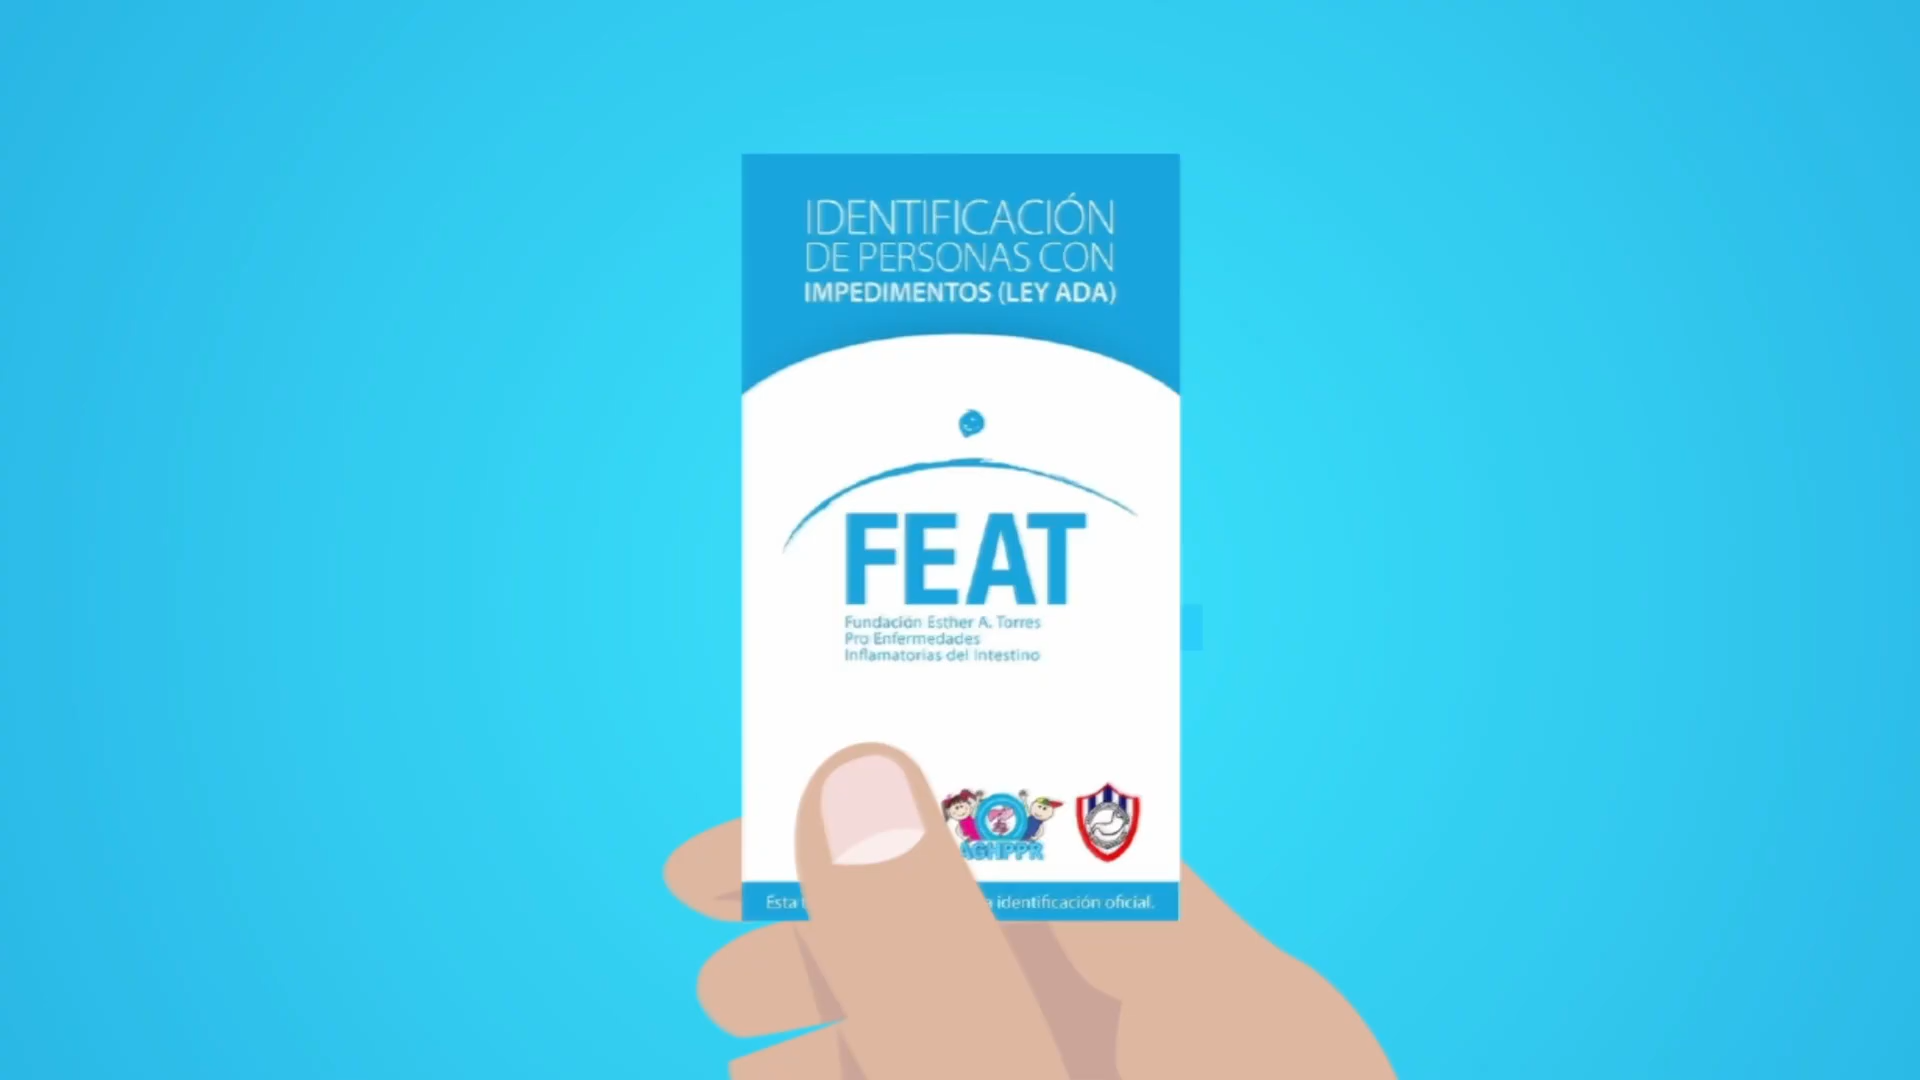 IDENTIFICACIÓN
DE PERSONAS CON
IMPEDIMENTOS (LEY ADA)
FEAT
Fundación Esther A. Torres
Pro Enfermedades
Inflamatorias del Intestino
AGHPPR
Esta identificación oficial.